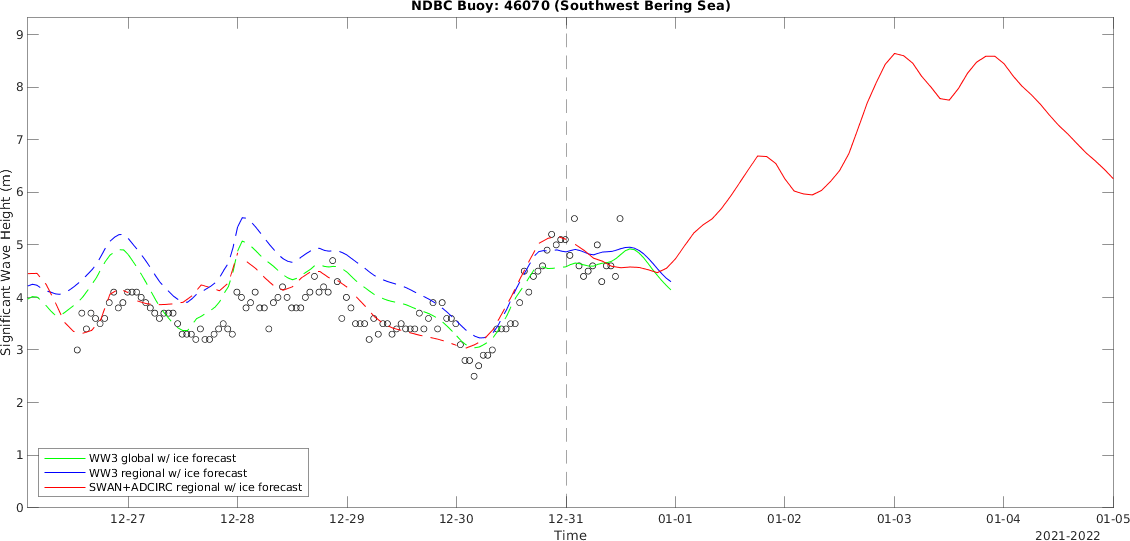 NDBC Buoy: 46070 (Southwest Bering Sea)
Significant Wave Height (m)
9
8
7
6
5
4
3
2
1
0
WW3 global w/ ice forecast
WW3 regional w/ ice forecast
SWAN+ADCIRC regional w/ ice forecast
12-27 12-28 12-29 12-30 12-31 01-01 01-02 01-03 01-04 01-05
Time
2021-2022